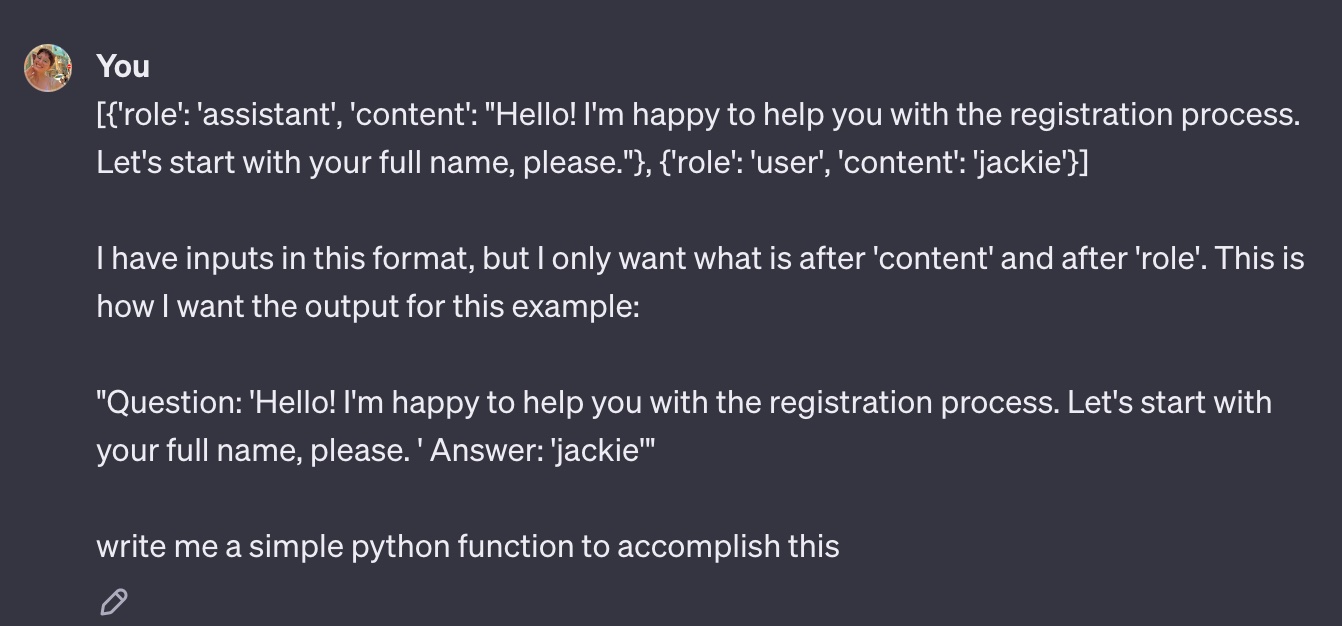 You
[{'role': 'assistant', 'content': "Hello! I'm happy to help you with the registration process.
Let's start with your full name, please."}, {'role': 'user', 'content': 'jackie'}]
I have inputs in this format, but I only want what is after 'content' and after 'role'. This is
how I want the output for this example:
"Question: 'Hello! I'm happy to help you with the registration process. Let's start with
your full name, please. ' Answer: 'jackie'"
write me a simple python function to accomplish this